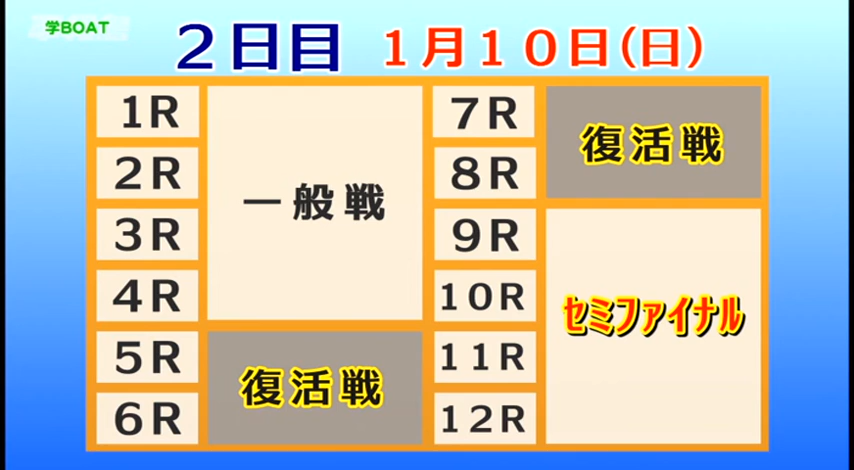 学BOAT
2日目 1月10日(日)
1R
2R
3R
4R
一般戦
5R
6R
復活戦
7R
8R
復活戦
9R
10R
11R
12R
セミファイナル